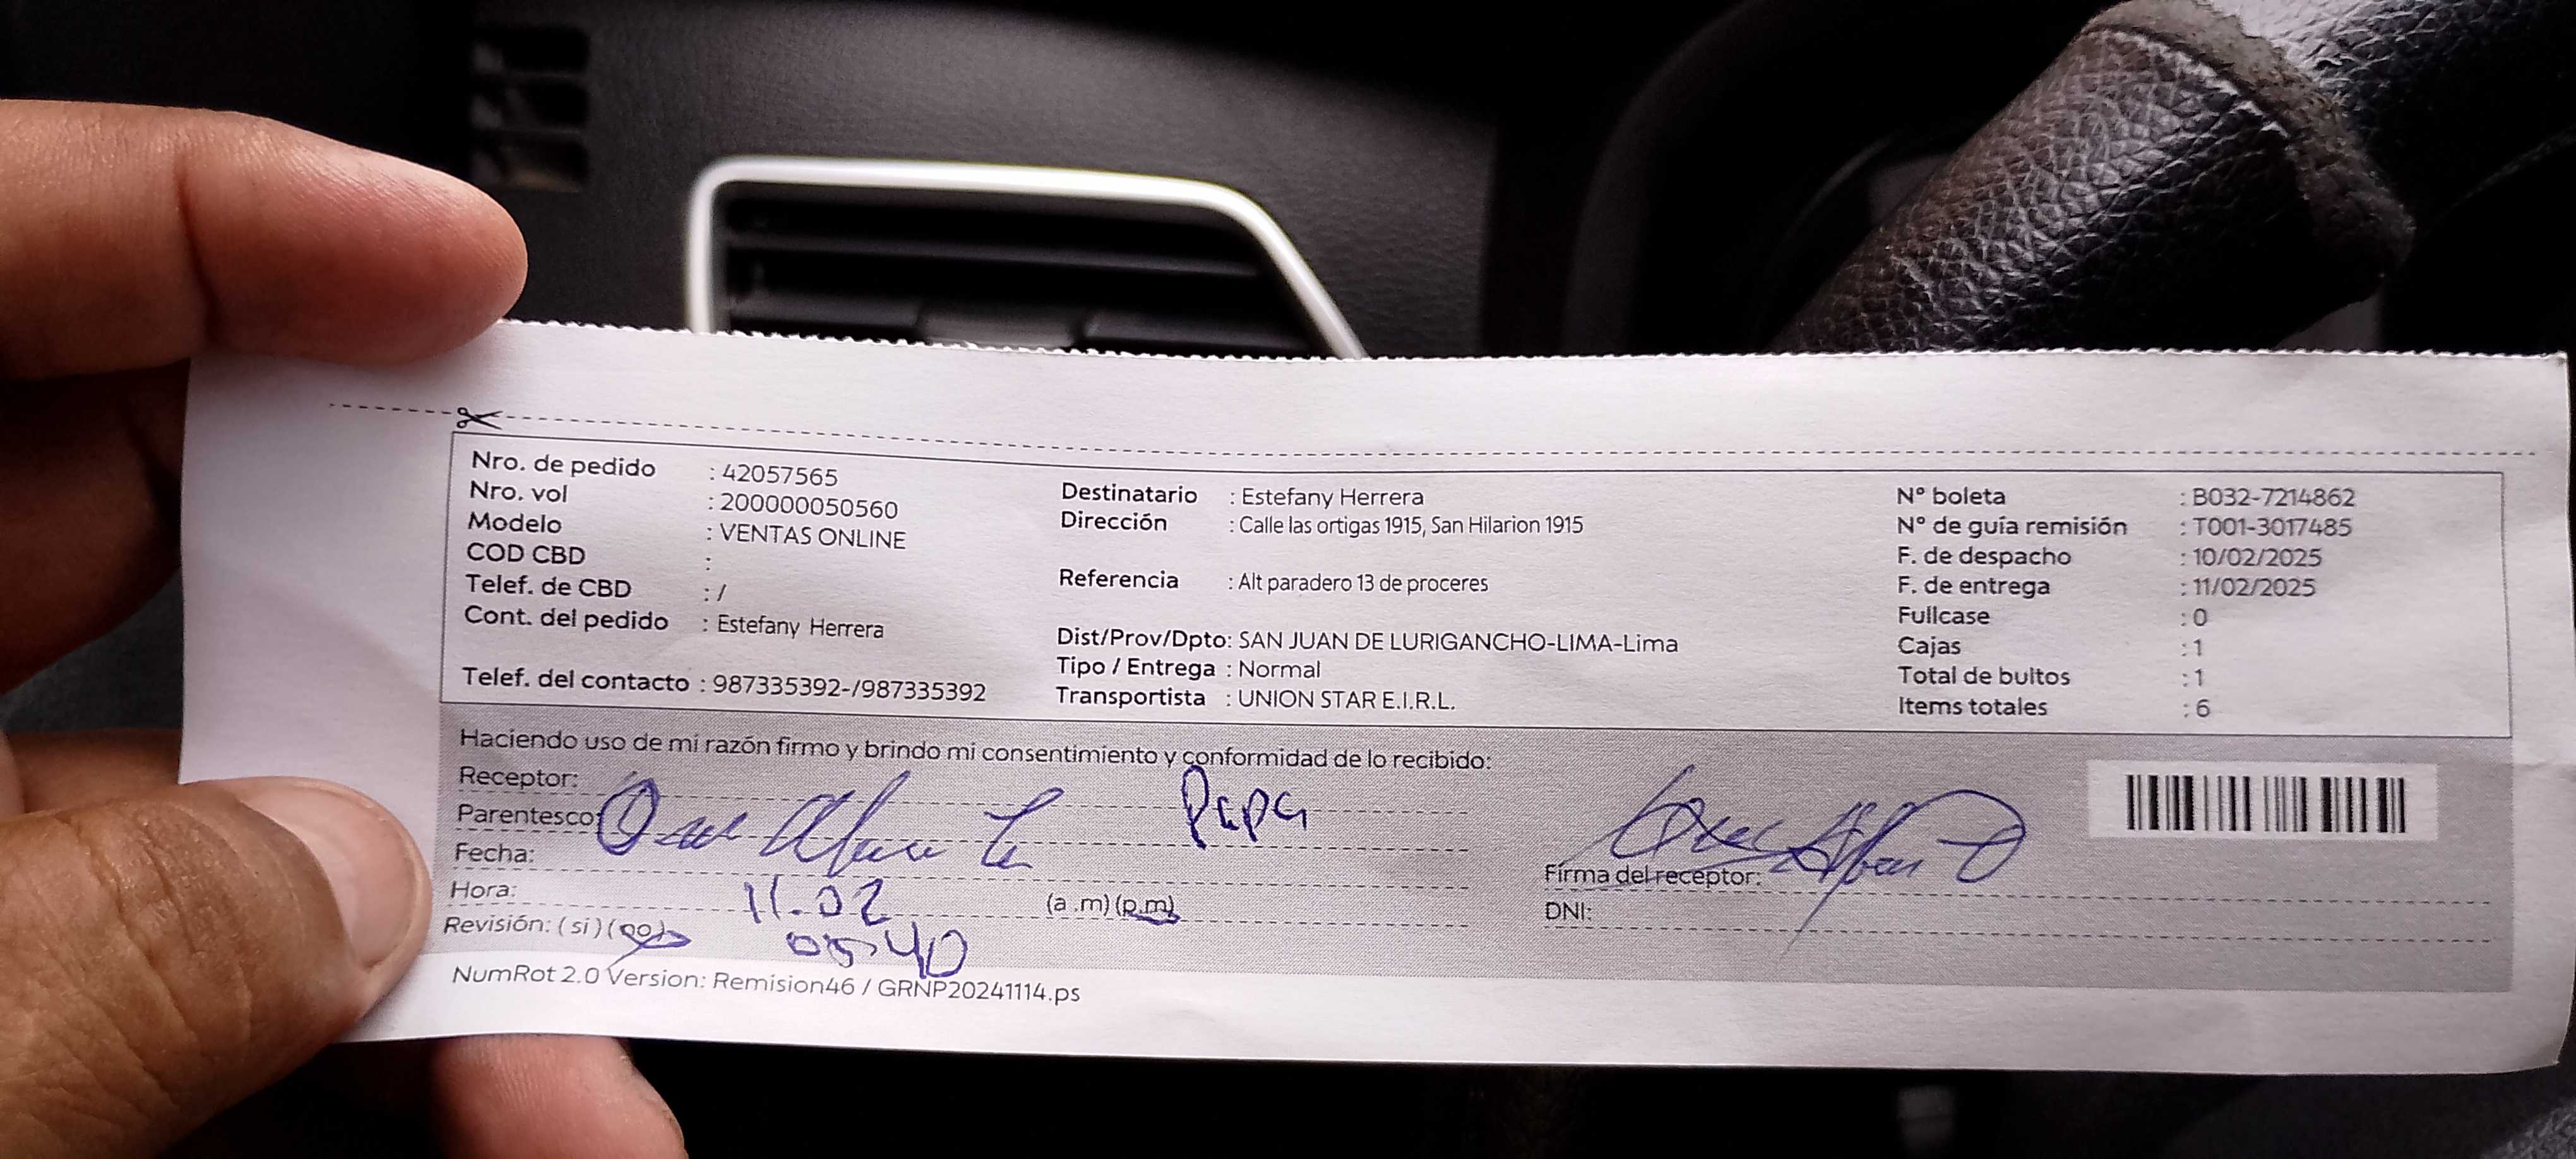 Nro. de pedido : 42057565
Nro. vol : 200000050560
Modelo : VENTAS ONLINE
COD CBD :
Telef. de CBD : /
Cont. del pedido : Estefany Herrera
Telef. del contacto : 987335392-/987335392
Destinatario : Estefany Herrera
Dirección : Calle las ortigas 1915, San Hilarion 1915
Referencia : Alt paradero 13 de proceres
Dist/Prov/Dpto: SAN JUAN DE LURIGANCHO-LIMA-Lima
Tipo / Entrega : Normal
Transportista : UNION STAR E.I.R.L.
N° boleta : B032-7214862
N° de guía remisión : T001-3017485
F. de despacho : 10/02/2025
F. de entrega : 11/02/2025
Fullcase : 0
Cajas : 1
Total de bultos : 1
Items totales : 6
Haciendo uso de mi razón firmo y brindo mi consentimiento y conformidad de lo recibido:
Receptor:
Parentesco: Papa
Fecha:
Hora: 11.02 (a .m) (p.m)
Revisión: ( si ) (no) 05:40
Firma del receptor:
DNI:
NumRot 2.0 Version: Remision46 / GRNP20241114.ps